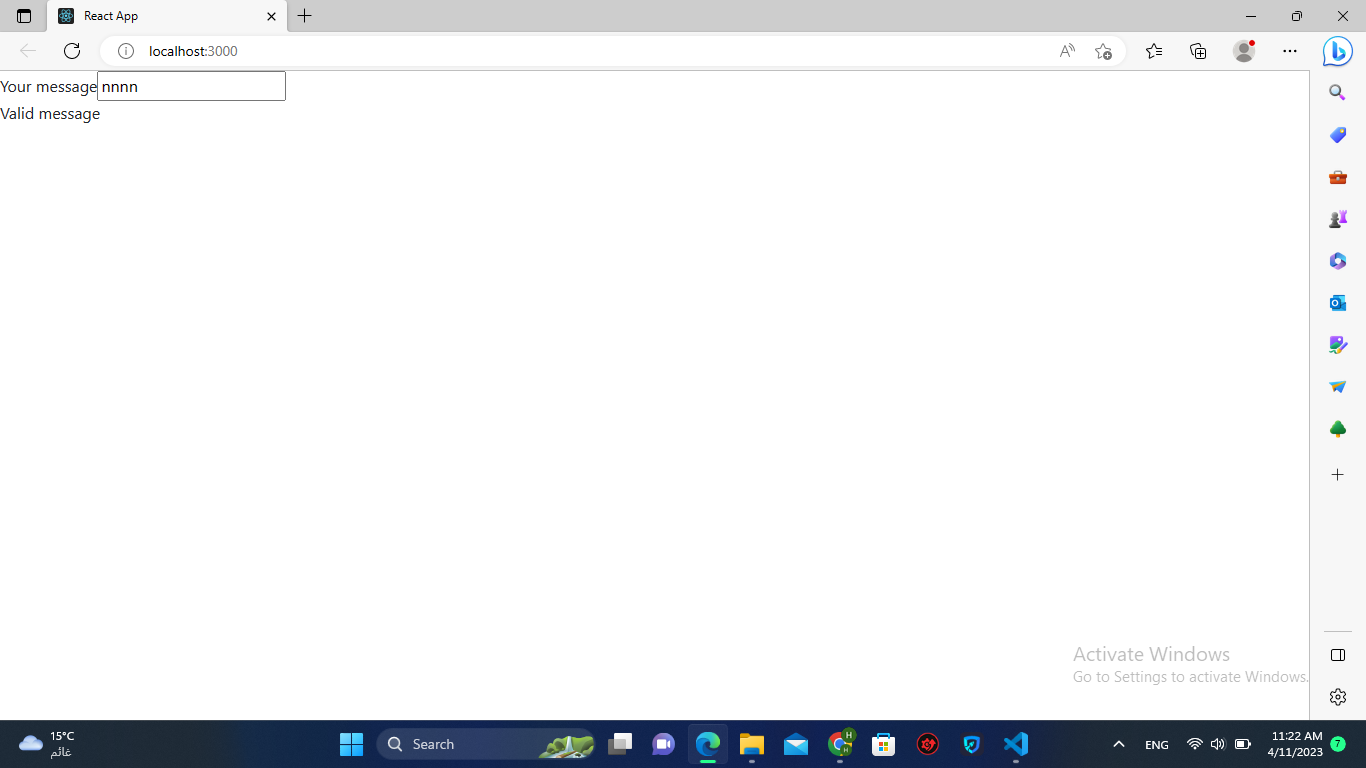 React App
localhost:3000
Your message nnnn
Valid message
Activate Windows
Go to Settings to activate Windows.
15°C
غائم
Search
H
H
ENG
11:22 AM
4/11/2023
7